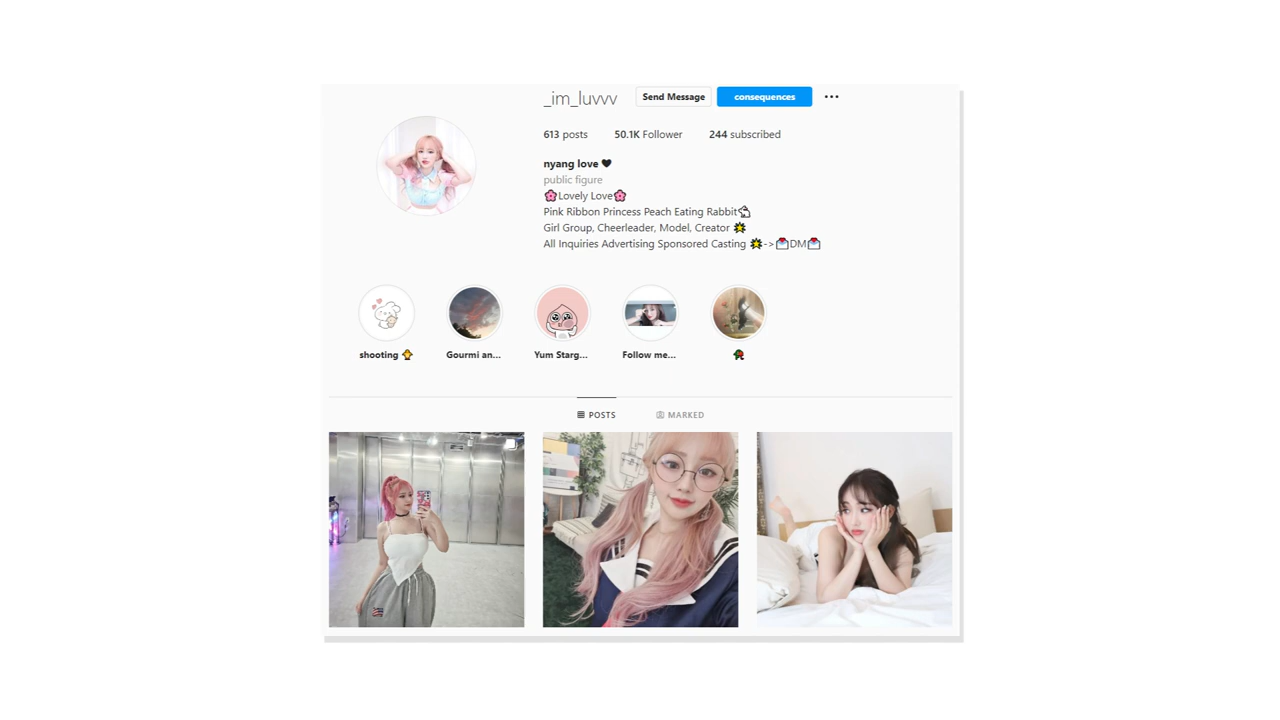 _im_luvvv Send Message consequences
613 posts 50.1K Follower 244 subscribed
nyang love
public figure
Lovely Love
Pink Ribbon Princess Peach Eating Rabbit
Girl Group, Cheerleader, Model, Creator
All Inquiries Advertising Sponsored Casting -> DM
shooting Gourmi an... Yum Starg... Follow me...
POSTS MARKED